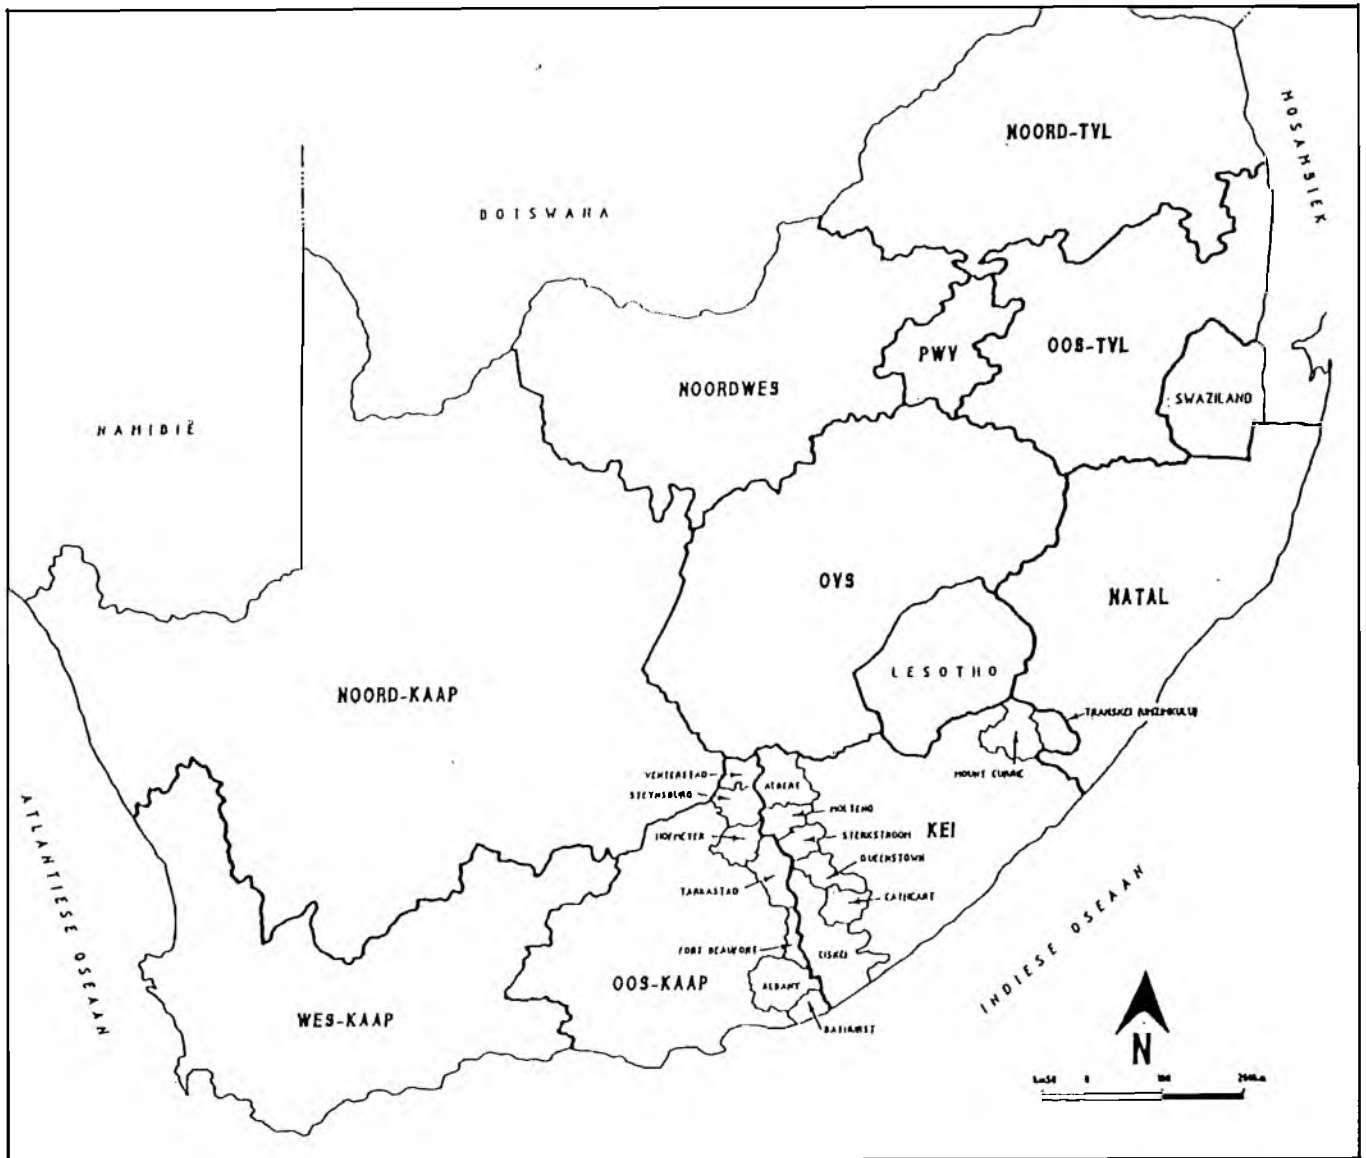 NOORD-TVL
MOSAMBIEK
BOTSWANA
PWV
OOS-TVL
NOORDWES
SWAZILAND
NAMIBIË
OVS
NATAL
LESOTHO
NOORD-KAAP
TRANSKEI (UMZIMKULU)
MOUNT CURRIE
VENTERSTAD
ALBERT
STEYNSBURG
MOLTENO
HOFMEYER
STERKSTROOM
KEI
QUEENSTOWN
TARKASTAD
CATHCART
ATLANTIESE OSEAAN
FORT BEAUFORT
CISKEI
INDIESE OSEAAN
OOS-KAAP
ALBANY
WES-KAAP
BATHURST
N
0 100